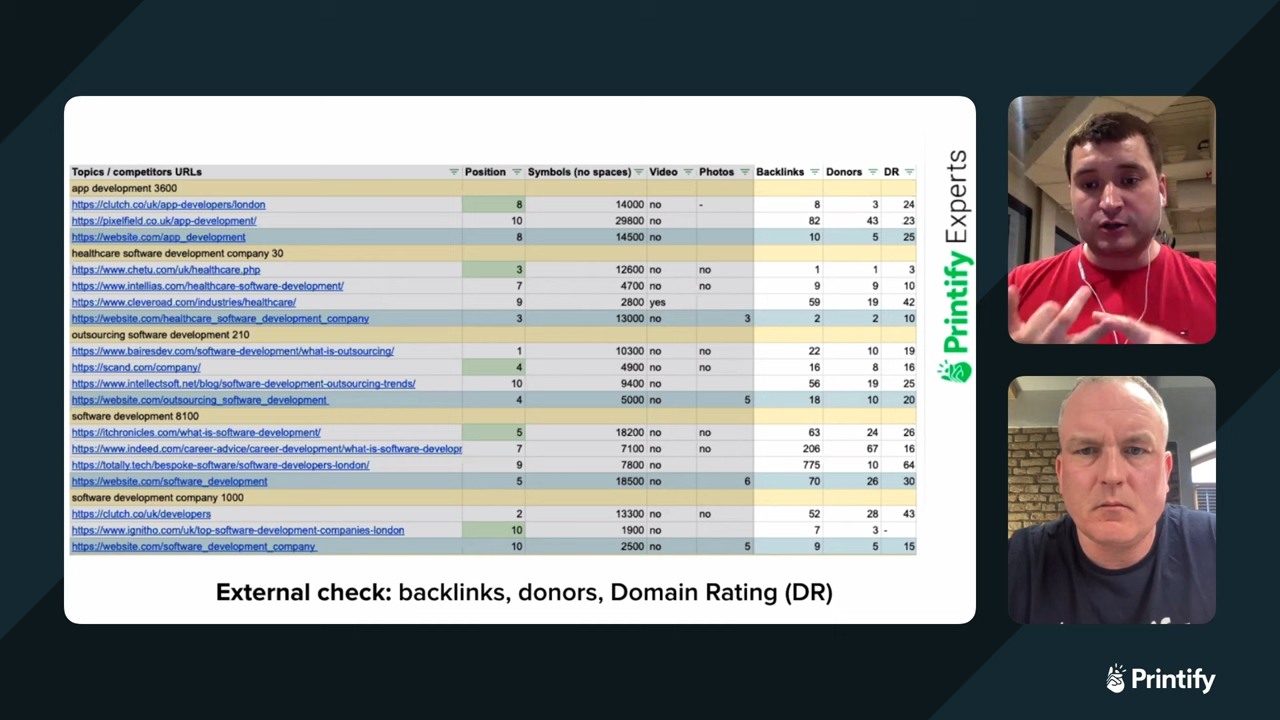 Topics / competitors URLs Position Symbols (no spaces) Video Photos Backlinks Donors DR
app development 3600
https://clutch.co/uk/app-developers/london 8 14000 no - 8 3 24
https://pixelfield.co.uk/app-development/ 10 29800 no 82 43 23
https://website.com/app_development 8 14500 no 10 5 25
healthcare software development company 30
https://www.chetu.com/uk/healthcare.php 3 12600 no no 1 1 3
https://www.intellias.com/healthcare-software-development/ 7 4700 no no 9 9 10
https://www.cleveroad.com/industries/healthcare/ 9 2800 yes 59 19 42
https://website.com/healthcare_software_development_company 3 13000 no 3 2 2 10
outsourcing software development 210
https://www.bairesdev.com/software-development/what-is-outsourcing/ 1 10300 no no 22 10 19
https://scand.com/company/ 4 4900 no no 16 8 16
https://www.intellectsoft.net/blog/software-development-outsourcing-trends/ 10 9400 no 56 19 25
https://website.com/outsourcing_software_development 4 5000 no 5 18 10 20
software development 8100
https://itchronicles.com/what-is-software-development/ 5 18200 no no 63 24 26
https://www.indeed.com/career-advice/career-development/what-is-software-develop 7 7100 no no 206 67 16
https://totally.tech/bespoke-software/software-developers-london/ 9 7800 no 775 10 64
https://website.com/software_development 5 18500 no 6 70 26 30
software development company 1000
https://clutch.co/uk/developers 2 13300 no no 52 28 43
https://www.ignitho.com/uk/top-software-development-companies-london 10 1900 no 7 3 -
https://website.com/software_development_company 10 2500 no 5 9 5 15
External check: backlinks, donors, Domain Rating (DR)
Printify Experts
Printify